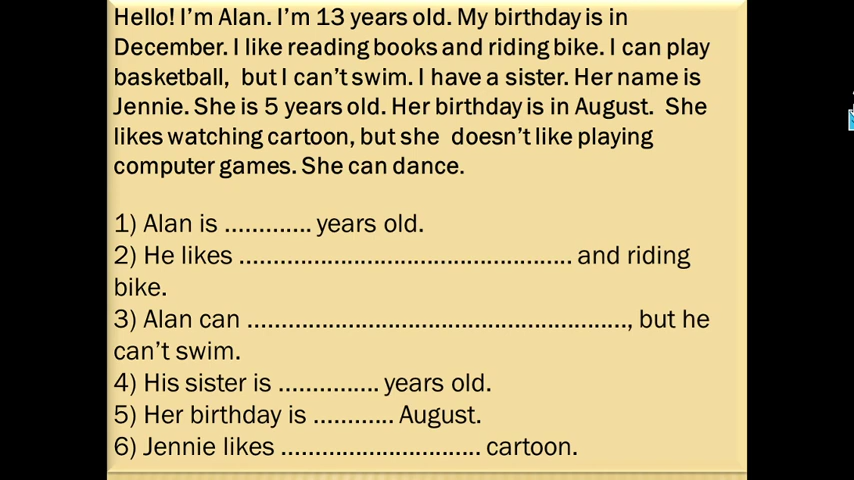 Hello! I'm Alan. I'm 13 years old. My birthday is in
December. I like reading books and riding bike. I can play
basketball, but I can't swim. I have a sister. Her name is
Jennie. She is 5 years old. Her birthday is in August. She
likes watching cartoon, but she doesn't like playing
computer games. She can dance.
1) Alan is ............. years old.
2) He likes ................................................. and riding
bike.
3) Alan can ........................................................, but he
can't swim.
4) His sister is ............... years old.
5) Her birthday is ............ August.
6) Jennie likes ............................. cartoon.